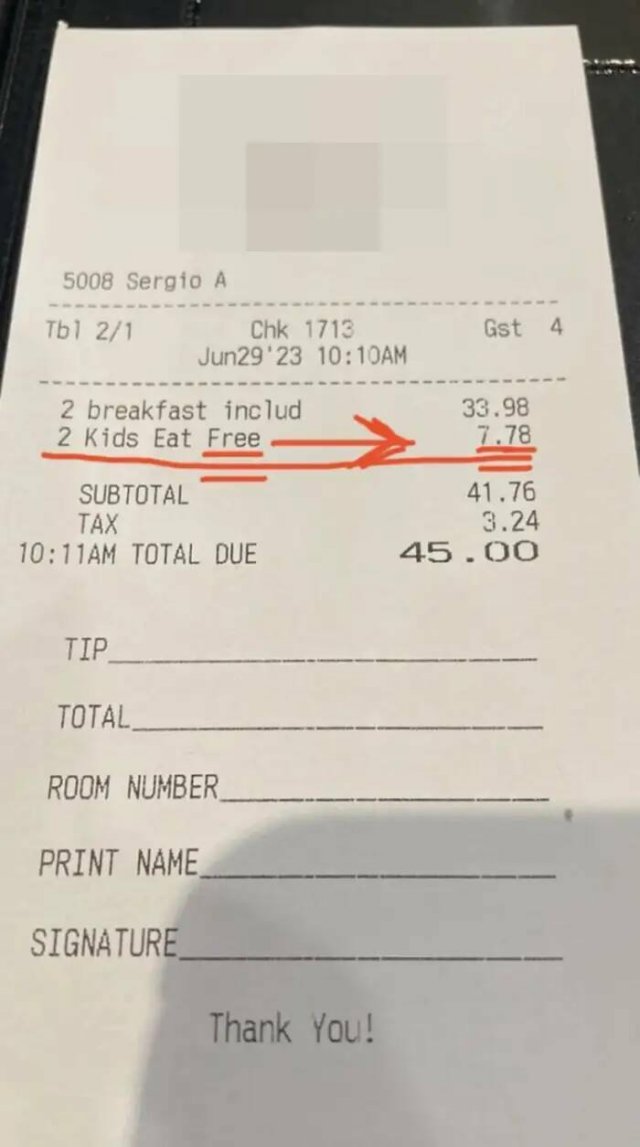 5008 Sergio A
Tbl 2/1 Chk 1713 Gst 4
Jun29'23 10:10AM
2 breakfast includ 33.98
2 Kids Eat Free 7.78
SUBTOTAL 41.76
TAX 3.24
10:11AM TOTAL DUE 45.00
TIP
TOTAL
ROOM NUMBER
PRINT NAME
SIGNATURE
Thank You!